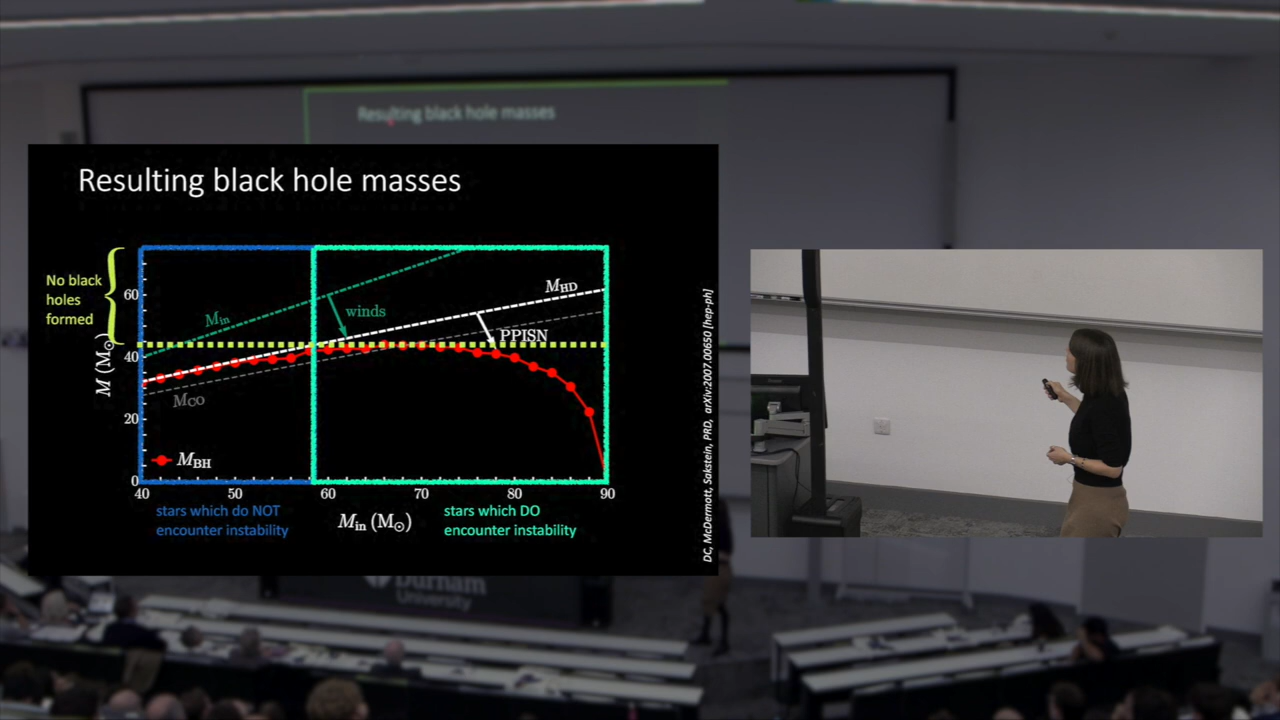 Resulting black hole masses
Resulting black hole masses
No black
holes
formed
M (M☉)
60
40
20
0
M_in
winds
M_HD
PPISN
M_CO
M_BH
40
50
60
70
80
90
stars which do NOT
encounter instability
M_in (M☉)
stars which DO
encounter instability
DC, McDermott, Sakstein, PRD, arXiv:2007.00650 [hep-ph]
Durham
University